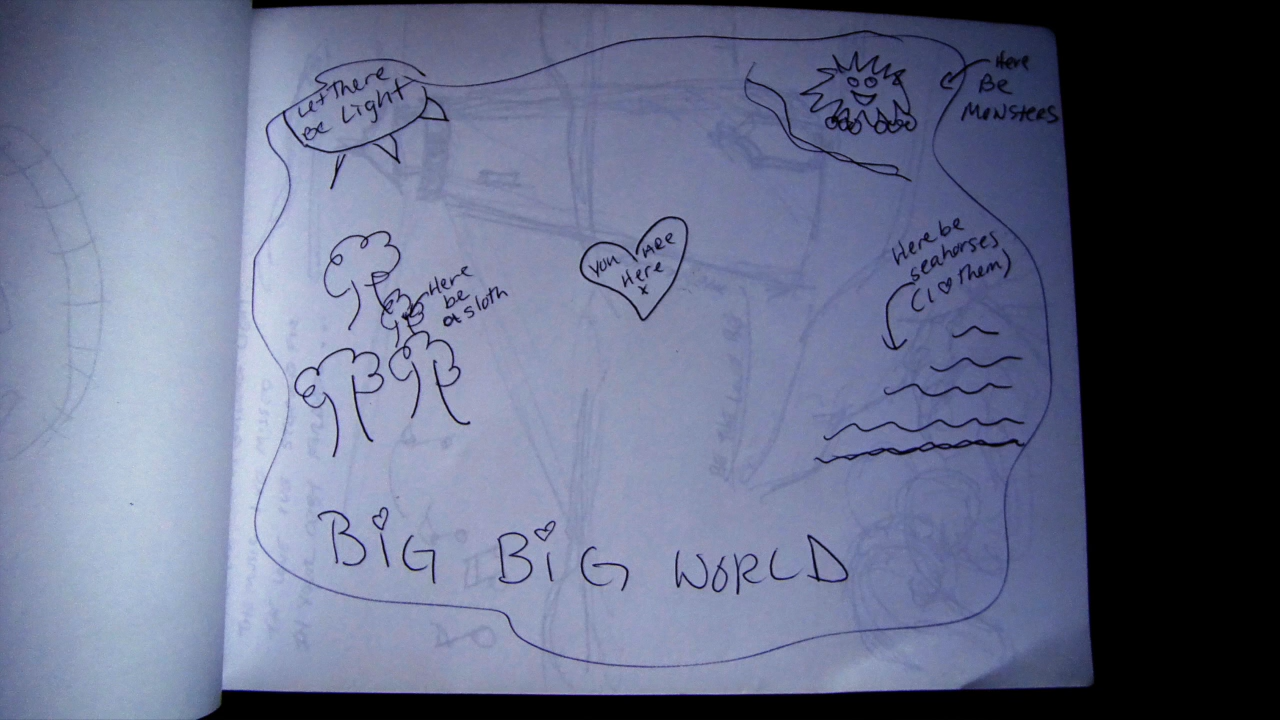 Let There
Be Light
Here
Be
Monsters
You Are
Here
x
Here be
seahorses
(I ♡ Them)
Here
be
a sloth
BiG BiG WORLD